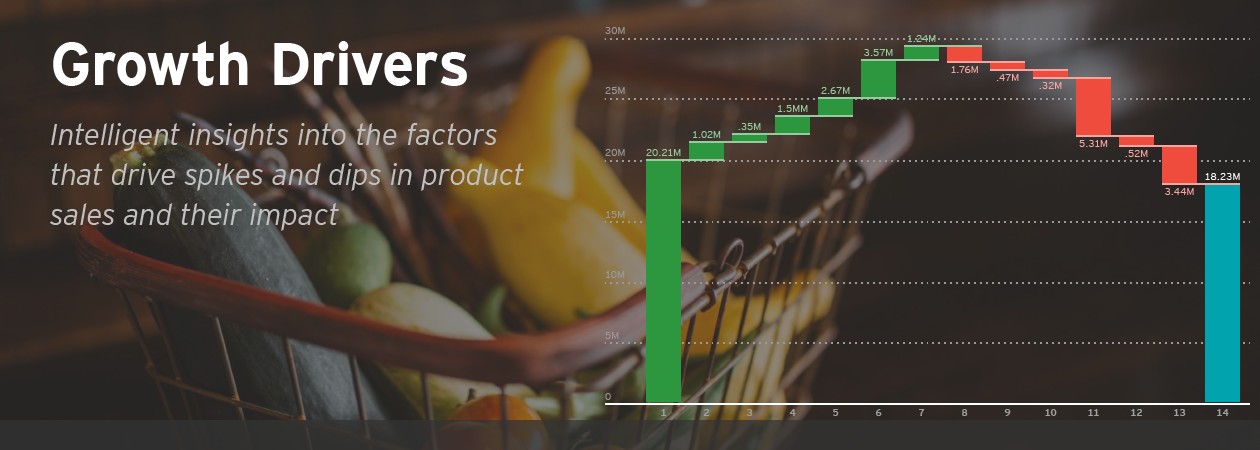 Growth Drivers
Intelligent insights into the factors
that drive spikes and dips in product
sales and their impact
30M
25M
20M
15M
10M
5M
0
20.21M
1.02M
.35M
1.5MM
2.67M
3.57M
1.24M
1.76M
.47M
.32M
5.31M
.52M
3.44M
18.23M
1 2 3 4 5 6 7 8 9 10 11 12 13 14